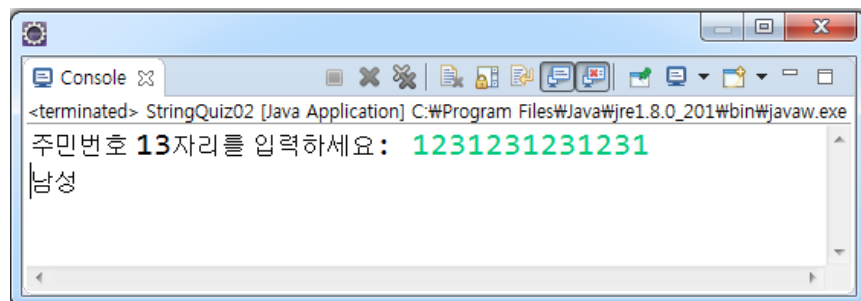 Console
<terminated> StringQuiz02 [Java Application] C:₩Program Files₩Java₩jre1.8.0_201₩bin₩javaw.exe
주민번호 13자리를 입력하세요: 1231231231231
남성